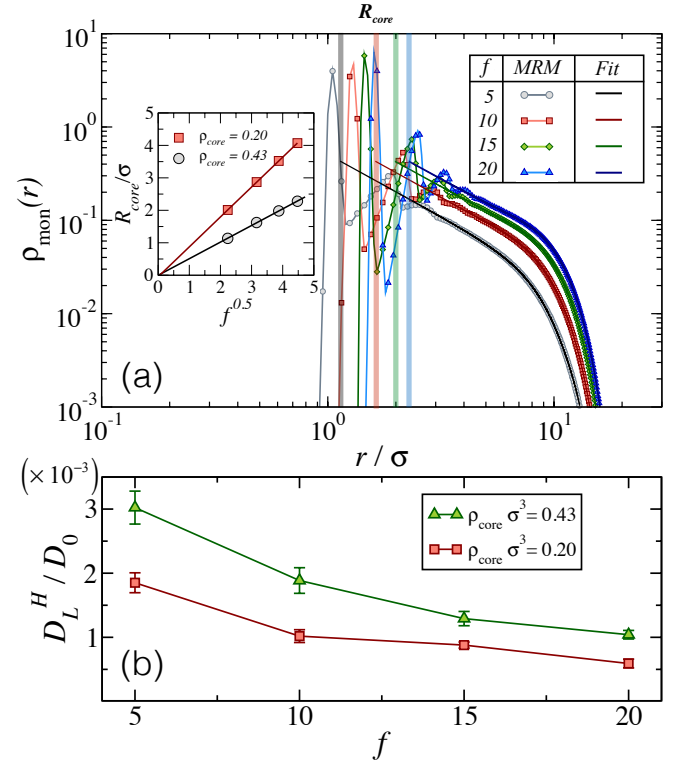 R_core
(a)
ρ_mon(r)
10^1
10^0
10^-1
10^-2
10^-3
10^-1
10^0
10^1
r / σ
f MRM Fit
5
10
15
20
R_core/σ
5
4
3
2
1
0
0 1 2 3 4 5
f^0.5
ρ_core = 0.20
ρ_core = 0.43
(× 10^-3)
(b)
D_L^H / D_0
3
2
1
5 10 15 20
f
ρ_core σ^3 = 0.43
ρ_core σ^3 = 0.20